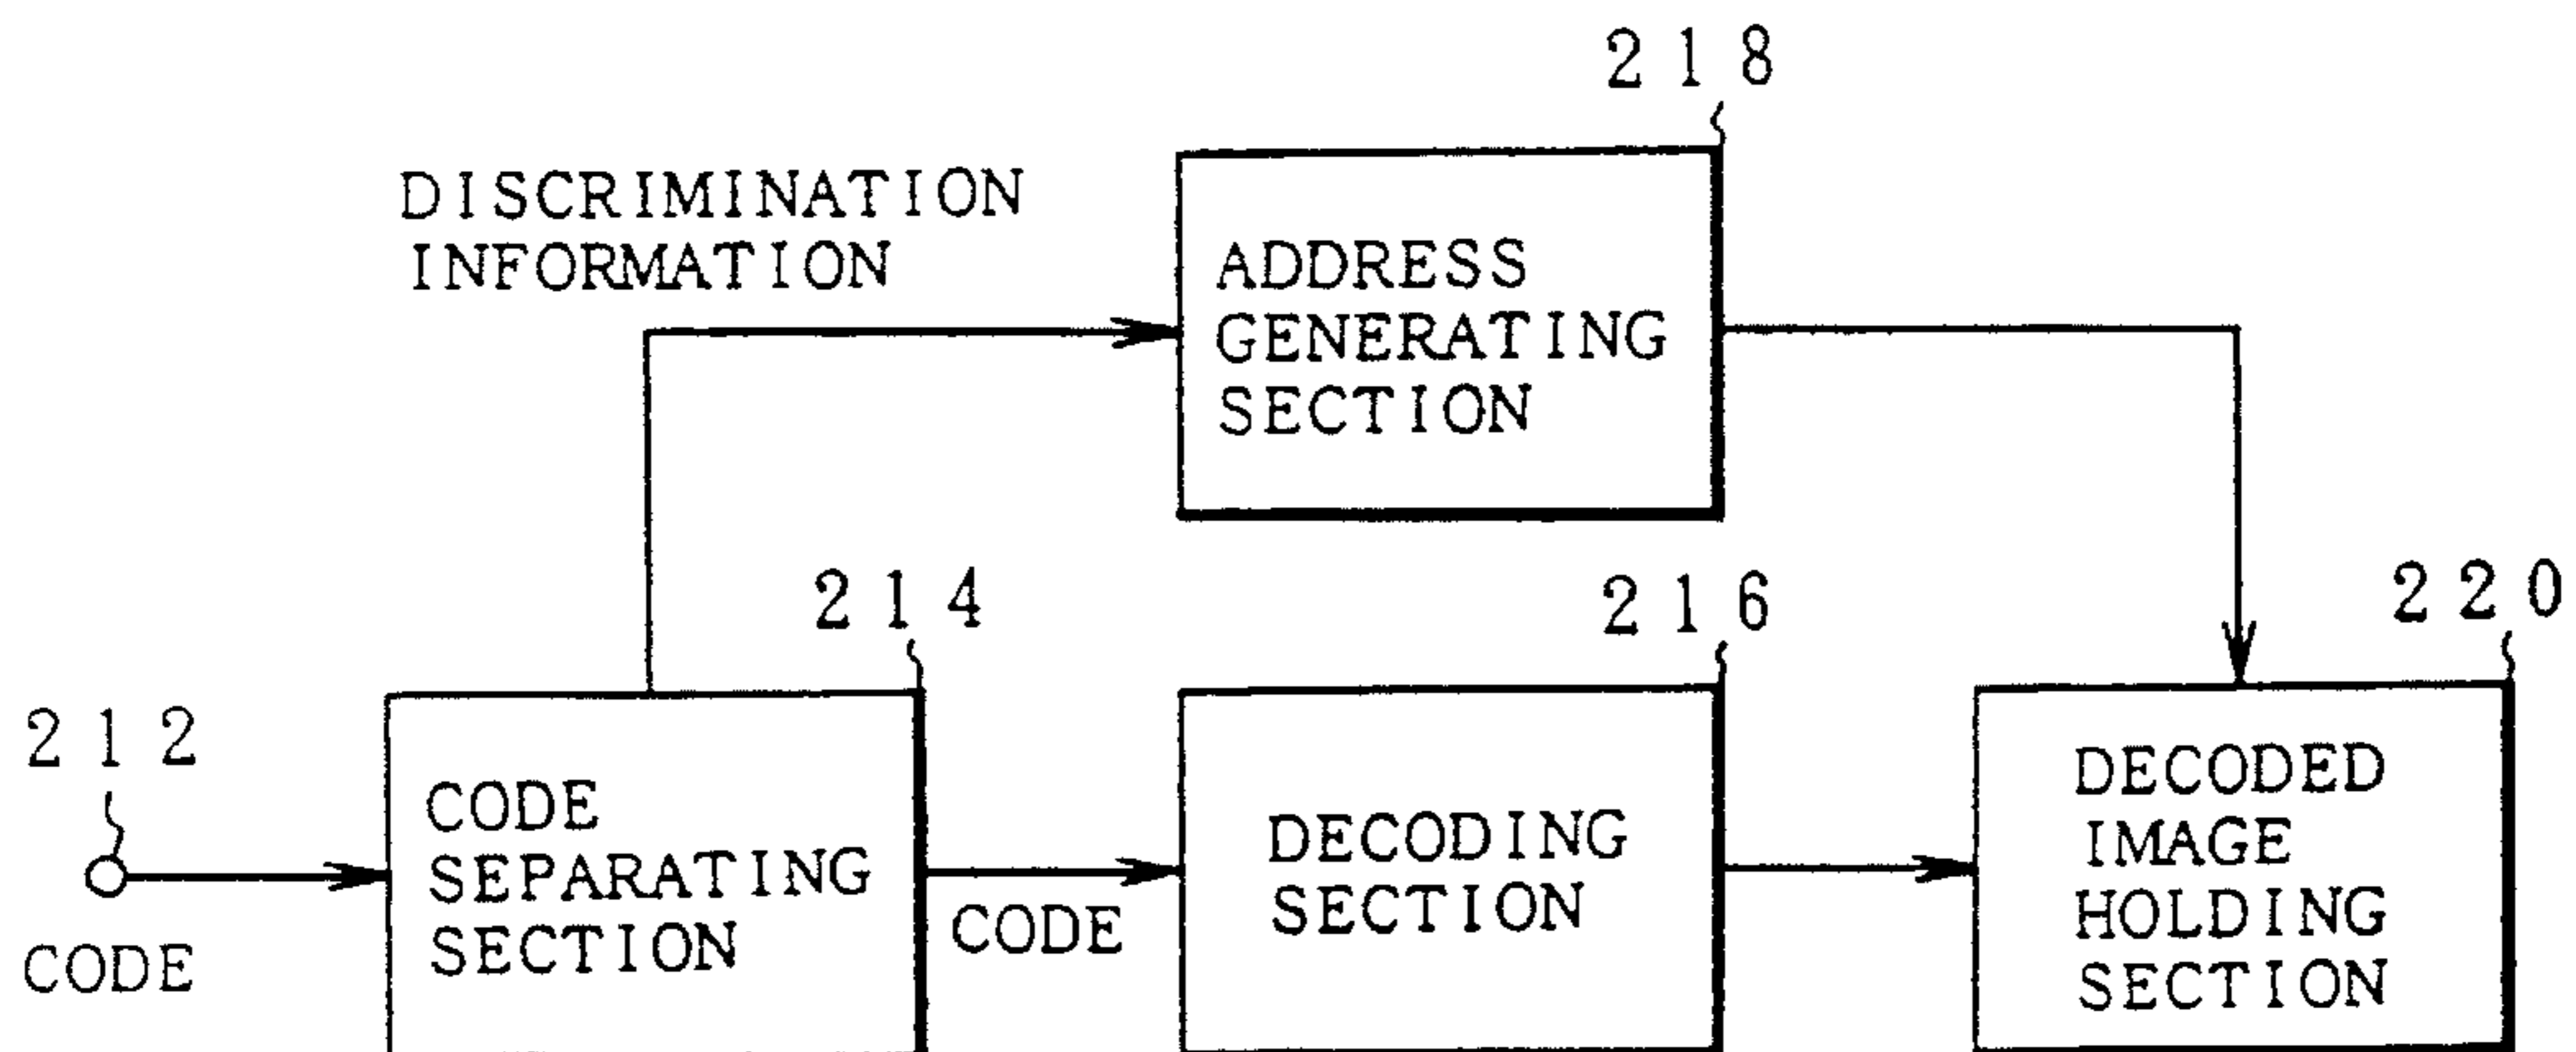 218
DISCRIMINATION
INFORMATION
ADDRESS
GENERATING
SECTION
214
216
220
212
CODE
CODE
SEPARATING
SECTION
CODE
DECODING
SECTION
DECODED
IMAGE
HOLDING
SECTION